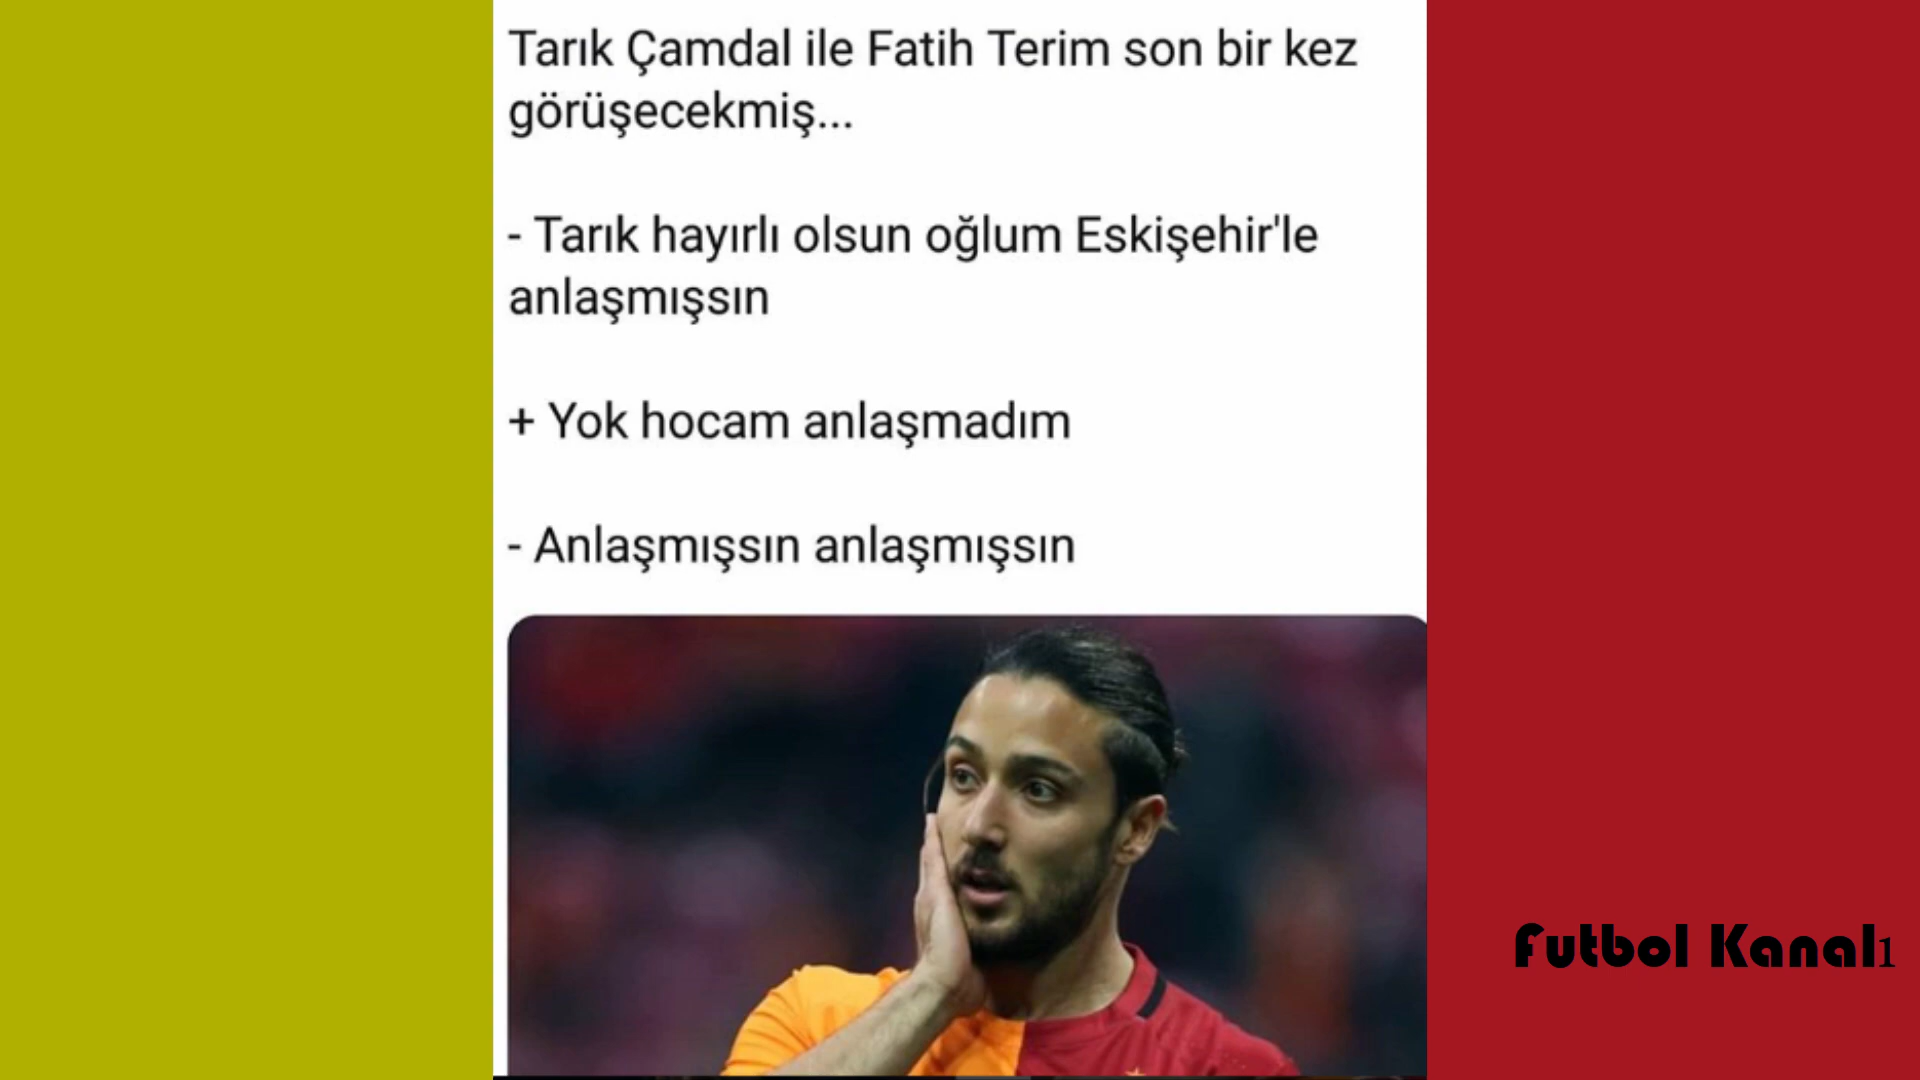 Tarık Çamdal ile Fatih Terim son bir kez
görüşecekmiş...
- Tarık hayırlı olsun oğlum Eskişehir'le
anlaşmışsın
+ Yok hocam anlaşmadım
- Anlaşmışsın anlaşmışsın
Futbol Kanalı